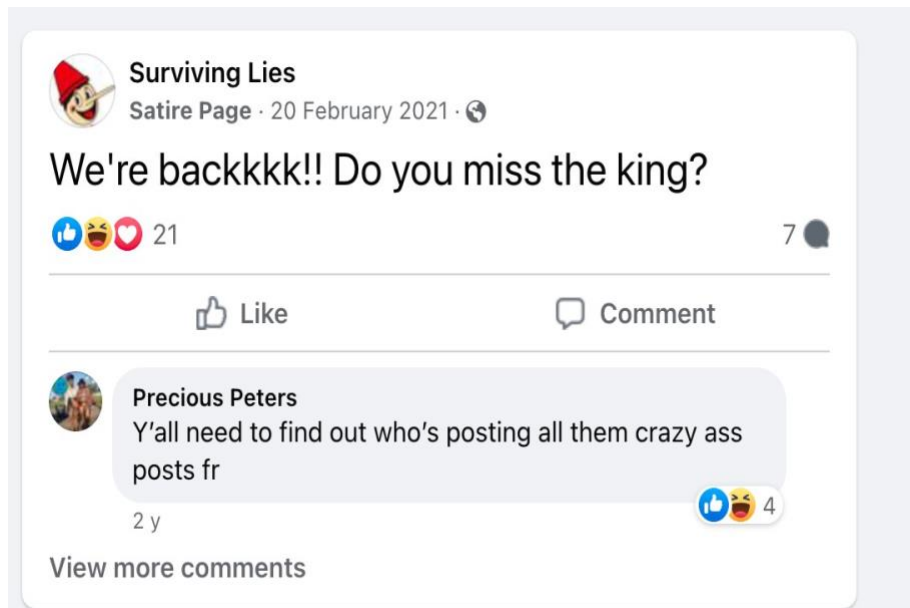 Surviving Lies
Satire Page · 20 February 2021 ·
We're backkkk!! Do you miss the king?
21
7
Like
Comment
Precious Peters
Y'all need to find out who's posting all them crazy ass
posts fr
4
2 y
View more comments